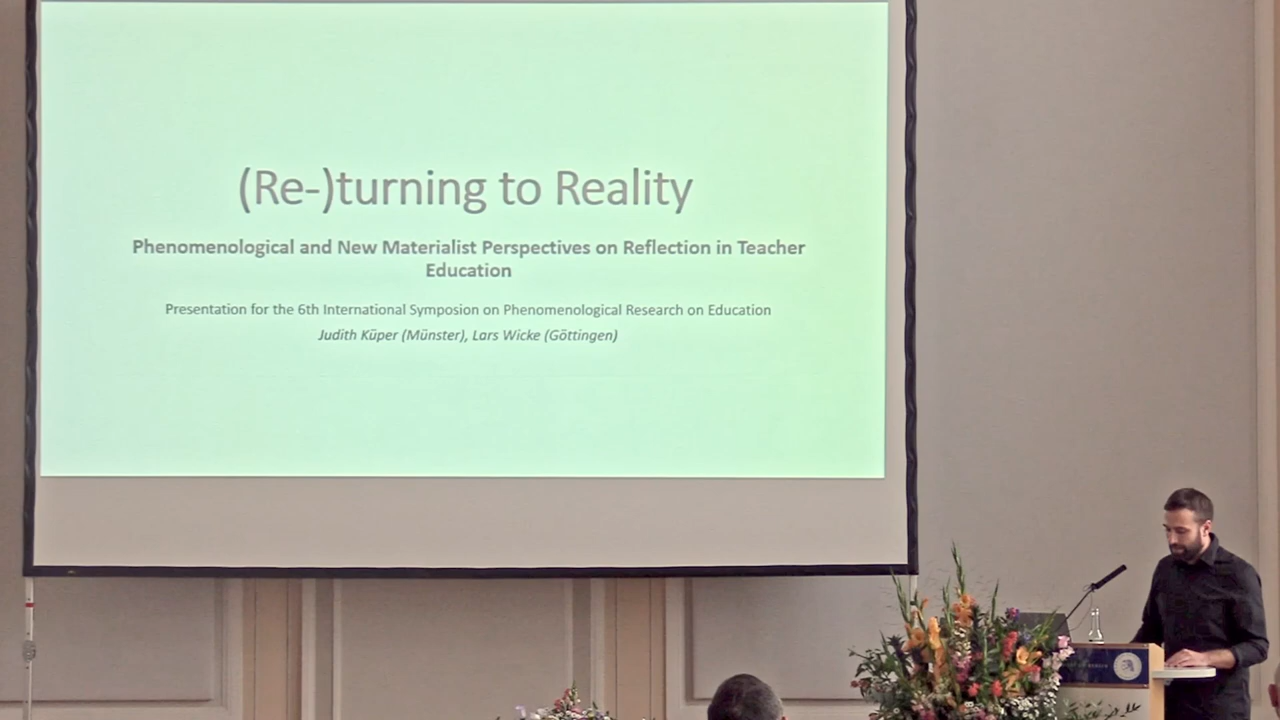 (Re-)turning to Reality
Phenomenological and New Materialist Perspectives on Reflection in Teacher
Education
Presentation for the 6th International Symposion on Phenomenological Research on Education
Judith Küper (Münster), Lars Wicke (Göttingen)